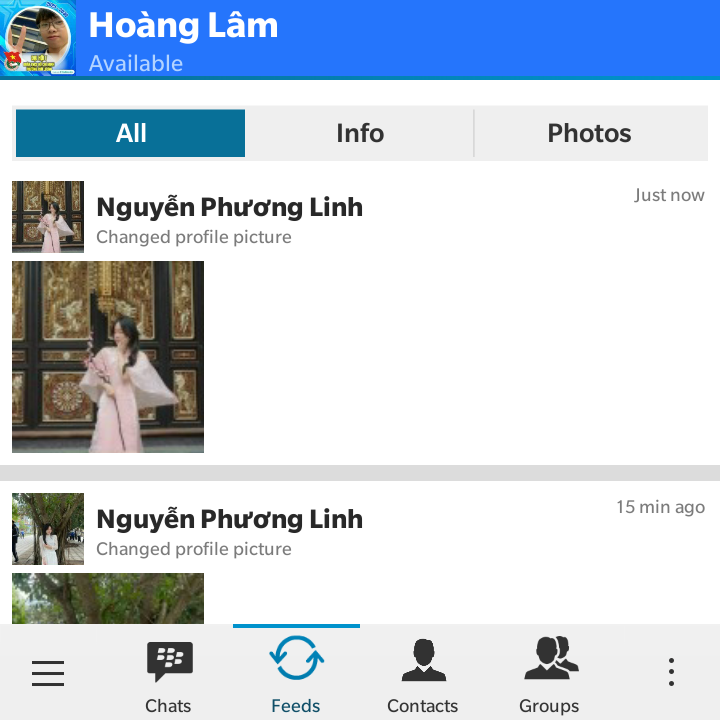 Hoàng Lâm
Available
All
Info
Photos
Nguyễn Phương Linh
Just now
Changed profile picture
Nguyễn Phương Linh
15 min ago
Changed profile picture
Chats
Feeds
Contacts
Groups